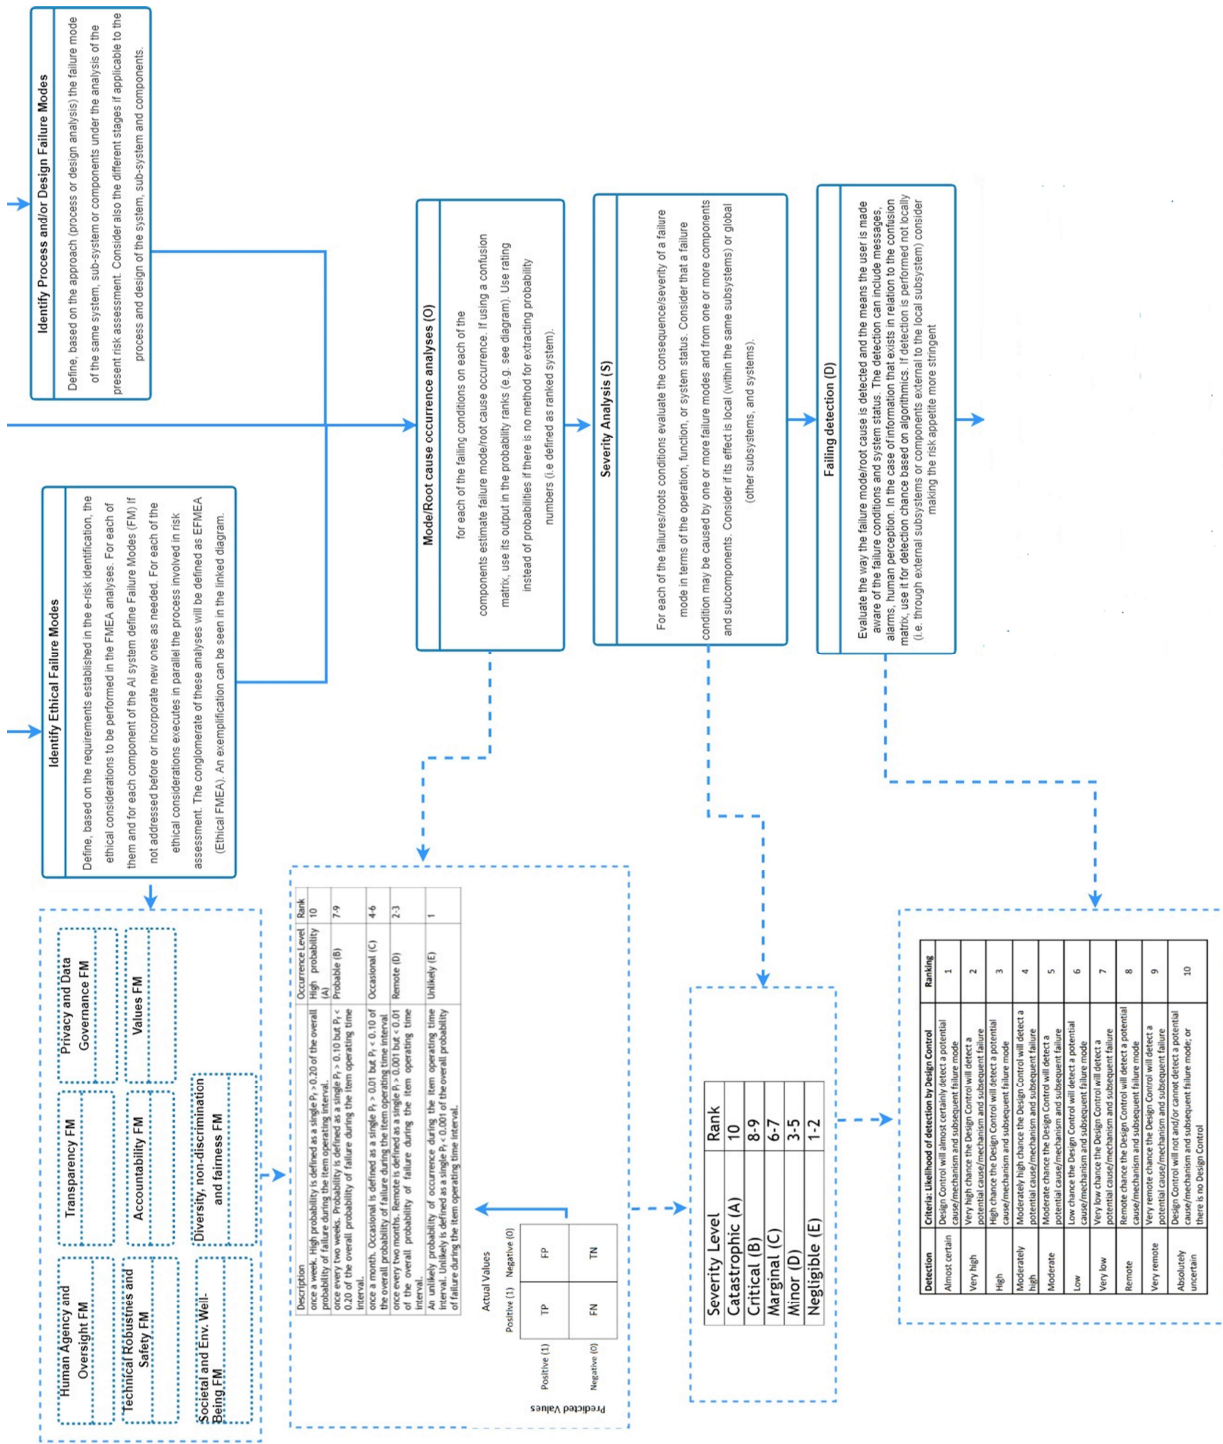 Identify Process and/or Design Failure Modes
Define, based on the approach (process or design analysis) the failure mode
of the same system, sub-system or components under the analysis of the
present risk assessment. Consider also the different stages if applicable to the
process and design of the system, sub-system and components.
Identify Ethical Failure Modes
Define, based on the requirements established in the e-risk identification, the
ethical considerations to be performed in the FMEA analyses. For each of
them and for each component of the AI system define Failure Modes (FM) If
not addressed before or incorporate new ones as needed. For each of the
ethical considerations executes in parallel the process involved in risk
assessment. The conglomerate of these analyses will be defined as EFMEA
(Ethical FMEA). An exemplification can be seen in the linked diagram.
Human Agency and
Oversight FM
Transparency FM
Privacy and Data
Governance FM
Technical Robustnes and
Safety FM
Accountability FM
Values FM
Societal and Env. Well-
Being FM
Diversity, non-discrimination
and fairness FM
Mode/Root cause occurrence analyses (O)
for each of the failing conditions on each of the
components estimate failure mode/root cause occurrence. If using a confusion
matrix, use its output in the probability ranks (e.g. see diagram). Use rating
instead of probabilities if there is no method for extracting probability
numbers (i.e defined as ranked system).
Description Occurrence Level Rank
once a week. High probability is defined as a single Pf > 0.20 of the overall High probability 10
probability of failure during the item operating interval. (A)
once every two weeks. Probability is defined as a single Pf > 0.10 but Pf < Probable (B) 7-9
0.20 of the overall probability of failure during the item operating time
interval.
once a month. Occasional is defined as a single Pf > 0.01 but Pf < 0.10 of Occasional (C) 4-6
the overall probability of failure during the item operating time interval
once every two months. Remote is defined as a single Pf > 0.001 but < 0.01 Remote (D) 2-3
of the overall probability of failure during the item operating time
interval.
An unlikely probability of occurrence during the item operating time Unlikely (E) 1
interval. Unlikely is defined as a single Pf < 0.001 of the overall probability
of failure during the item operating time interval.
Actual Values
Positive (1) Negative (0)
Predicted Values
Positive (1) TP FP
Negative (0) FN TN
Severity Analysis (S)
For each of the failures/roots conditions evaluate the consequence/severity of a failure
mode in terms of the operation, function, or system status. Consider that a failure
condition may be caused by one or more failure modes and from one or more components
and subcomponents. Consider if its effect is local (within the same subsystems) or global
(other subsystems, and systems).
Severity Level Rank
Catastrophic (A) 10
Critical (B) 8-9
Marginal (C) 6-7
Minor (D) 3-5
Negligible (E) 1-2
Failing detection (D)
Evaluate the way the failure mode/root cause is detected and the means the user is made
aware of the failure conditions and system status. The detection can include messages,
alarms, human perception. In the case of information that exists in relation to the confusion
matrix, use it for detection chance based on algorithmics. If detection is performed not locally
(i.e. through external subsystems or components external to the local subsystem) consider
making the risk appetite more stringent
Detection Criteria: Likelihood of detection by Design Control Ranking
Almost certain Design Control will almost certainly detect a potential 1
cause/mechanism and subsequent failure mode
Very high Very high chance the Design Control will detect a 2
potential cause/mechanism and subsequent failure
High High chance the Design Control will detect a potential 3
cause/mechanism and subsequent failure mode
Moderately Moderately high chance the Design Control will detect a 4
high potential cause/mechanism and subsequent failure
Moderate Moderate chance the Design Control will detect a 5
potential cause/mechanism and subsequent failure
Low Low chance the Design Control will detect a potential 6
cause/mechanism and subsequent failure mode
Very low Very low chance the Design Control will detect a 7
potential cause/mechanism and subsequent failure
Remote Remote chance the Design Control will detect a potential 8
cause/mechanism and subsequent failure mode
Very remote Very remote chance the Design Control will detect a 9
potential cause/mechanism and subsequent failure
Absolutely Design Control will not and/or cannot detect a potential 10
uncertain cause/mechanism and subsequent failure mode; or
there is no Design Control